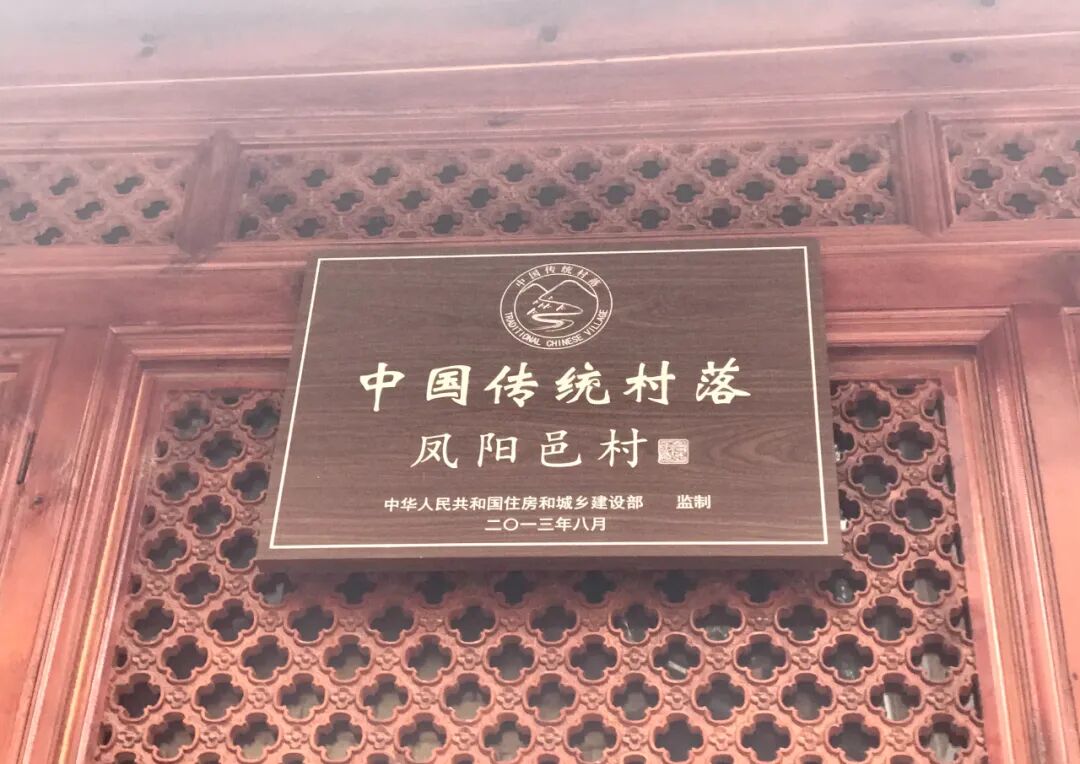 中国传统村落
TRADITIONAL CHINESE VILLAGE
中国传统村落
凤阳邑村
中华人民共和国住房和城乡建设部 监制
二〇一三年八月